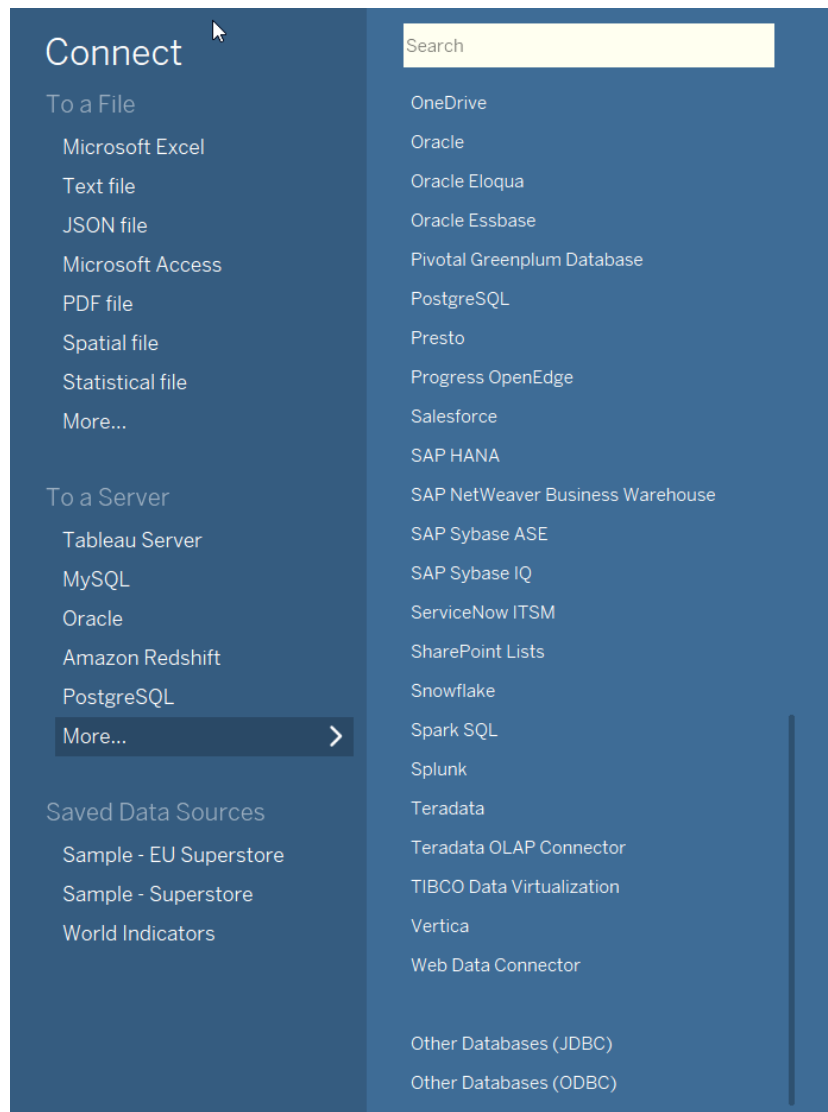 Connect
To a File
Microsoft Excel
Text file
JSON file
Microsoft Access
PDF file
Spatial file
Statistical file
More...
To a Server
Tableau Server
MySQL
Oracle
Amazon Redshift
PostgreSQL
More...
Saved Data Sources
Sample - EU Superstore
Sample - Superstore
World Indicators
Search
OneDrive
Oracle
Oracle Eloqua
Oracle Essbase
Pivotal Greenplum Database
PostgreSQL
Presto
Progress OpenEdge
Salesforce
SAP HANA
SAP NetWeaver Business Warehouse
SAP Sybase ASE
SAP Sybase IQ
ServiceNow ITSM
SharePoint Lists
Snowflake
Spark SQL
Splunk
Teradata
Teradata OLAP Connector
TIBCO Data Virtualization
Vertica
Web Data Connector
Other Databases (JDBC)
Other Databases (ODBC)